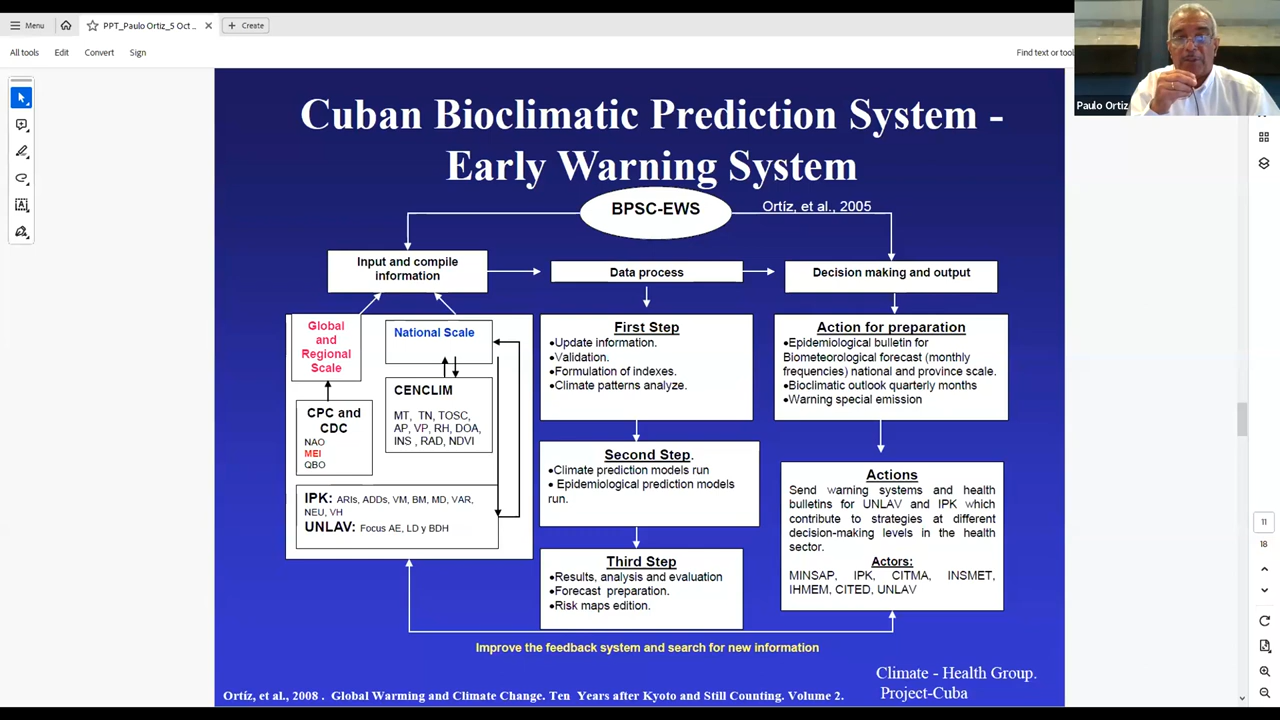 Menu
PPT_Paulo Ortiz_5 Oct ...
Create
All tools
Edit
Convert
Sign
Find text or tool
Paulo Ortiz
Cuban Bioclimatic Prediction System -
Early Warning System
BPSC-EWS
Ortíz, et al., 2005
Input and compile
information
Data process
Decision making and output
Global
and
Regional
Scale
National Scale
CPC and
CDC
NAO
MEI
QBO
CENCLIM
MT, TN, TOSC,
AP, VP, RH, DOA,
INS , RAD, NDVI
IPK: ARIs, ADDs, VM, BM, MD, VAR,
NEU, VH
UNLAV: Focus AE, LD y BDH
First Step
•Update information.
•Validation.
•Formulation of indexes.
•Climate patterns analyze.
Second Step.
•Climate prediction models run
• Epidemiological prediction models
run.
Third Step
•Results, analysis and evaluation
•Forecast preparation.
•Risk maps edition.
Action for preparation
•Epidemiological bulletin for
Biometeorological forecast (monthly
frequencies) national and province scale.
•Bioclimatic outlook quarterly months
•Warning special emission
Actions
Send warning systems and health
bulletins for UNLAV and IPK which
contribute to strategies at different
decision-making levels in the health
sector.
Actors:
MINSAP, IPK, CITMA, INSMET,
IHMEM, CITED, UNLAV
Improve the feedback system and search for new information
Climate - Health Group.
Project-Cuba
Ortíz, et al., 2008 . Global Warming and Climate Change. Ten Years after Kyoto and Still Counting. Volume 2.
11
18